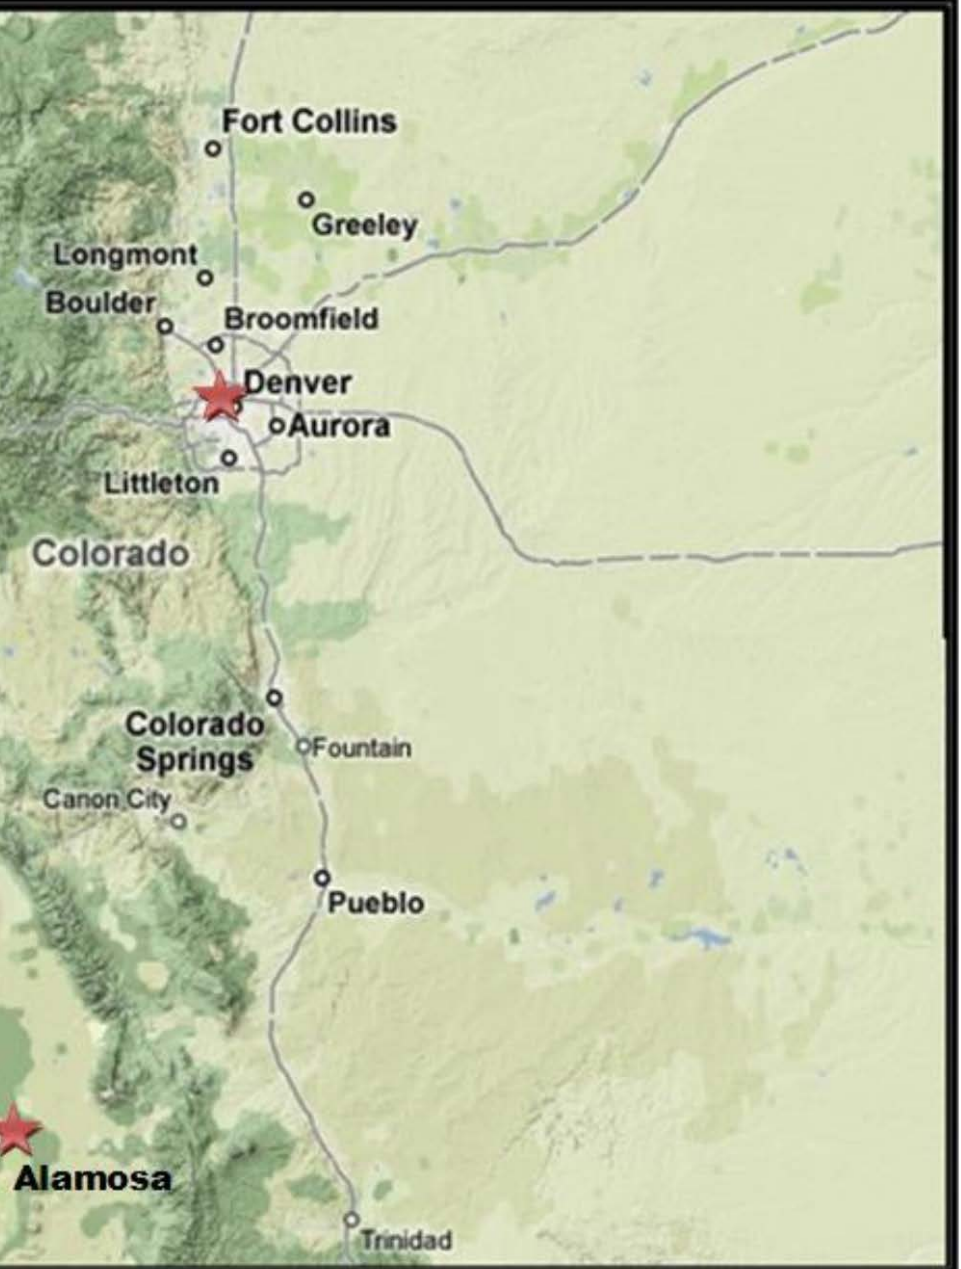 Fort Collins
Greeley
Longmont
Boulder
Broomfield
Denver
Aurora
Littleton
Colorado
Colorado
Springs
Fountain
Canon City
Pueblo
Alamosa
Trinidad